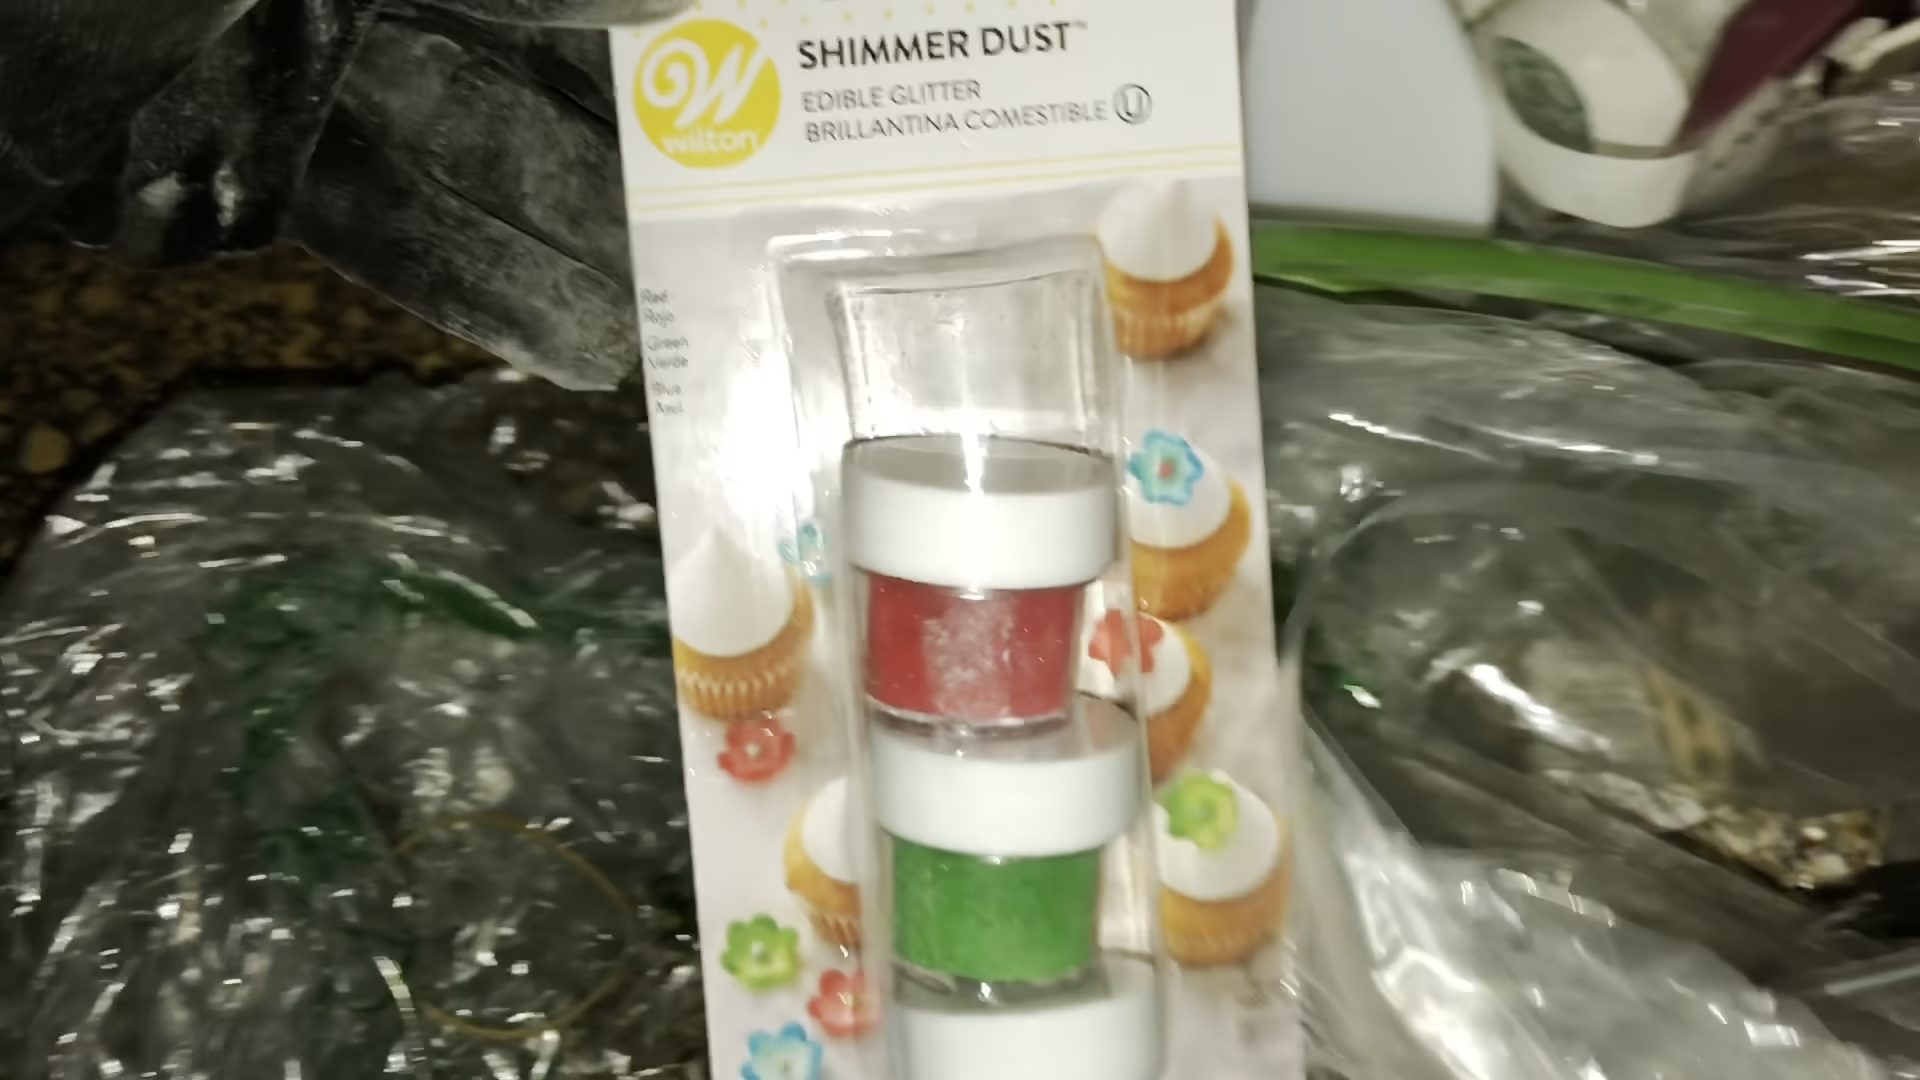 W
wilton
SHIMMER DUST™
EDIBLE GLITTER
BRILLANTINA COMESTIBLE U
Red
Rojo
Green
Verde
Blue
Azul